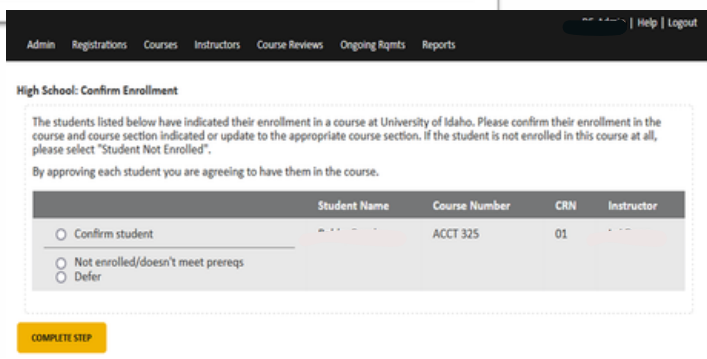 | Help | Logout
Admin Registrations Courses Instructors Course Reviews Ongoing Rqmts Reports
High School: Confirm Enrollment
The students listed below have indicated their enrollment in a course at University of Idaho. Please confirm their enrollment in the
course and course section indicated or update to the appropriate course section. If the student is not enrolled in this course at all,
please select "Student Not Enrolled".
By approving each student you are agreeing to have them in the course.
Student Name Course Number CRN Instructor
Confirm student ACCT 325 01
Not enrolled/doesn't meet prereqs
Defer
COMPLETE STEP